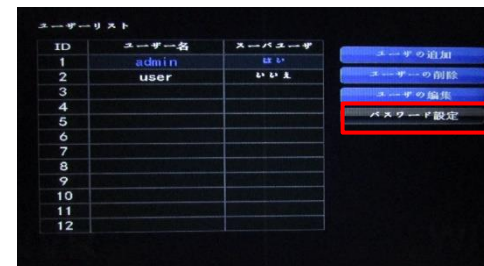 ユーザーリスト
ID ユーザー名 スーパユーザ
1 admin はい
2 user いいえ
3
4
5
6
7
8
9
10
11
12
ユーザの追加
ユーザーの削除
ユーザの編集
パスワード設定